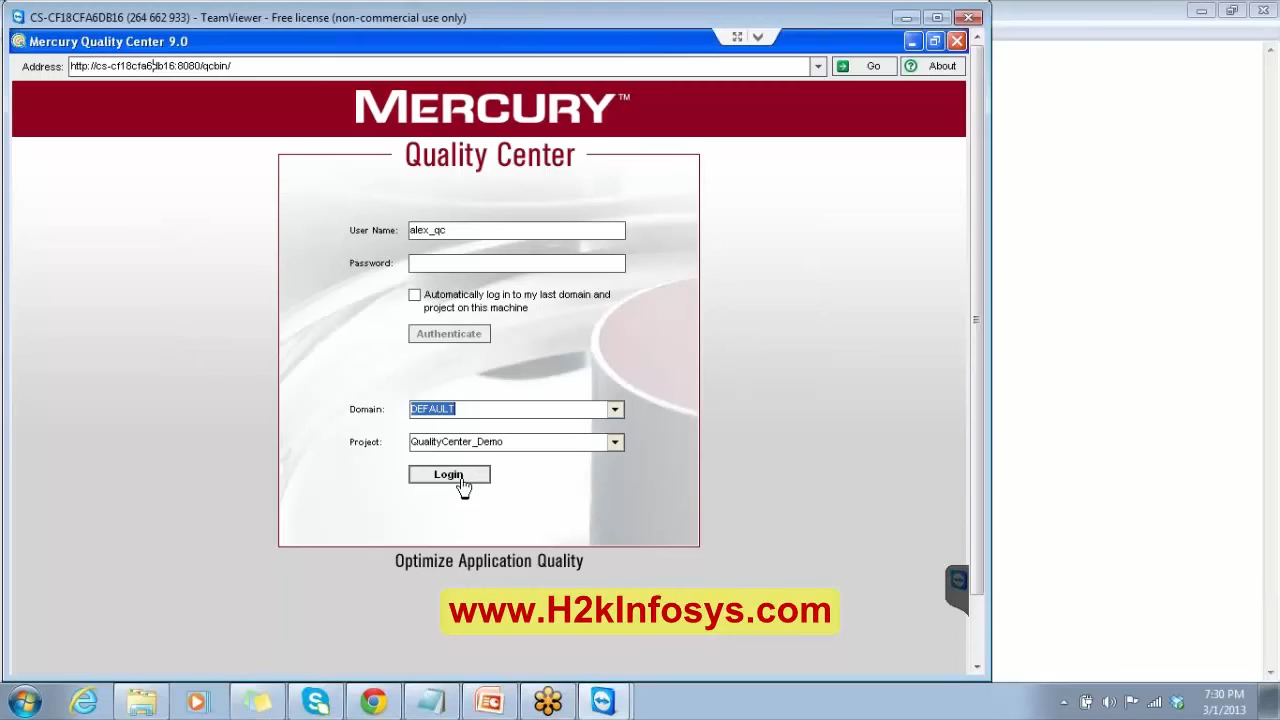 CS-CF18CFA6DB16 (264 662 933) - TeamViewer - Free license (non-commercial use only)
Mercury Quality Center 9.0
Address: http://cs-cf18cfa6db16:8080/qcbin/ Go About
MERCURY™
Quality Center
User Name: alex_qc
Password:
Automatically log in to my last domain and
project on this machine
Authenticate
Domain: DEFAULT
Project: QualityCenter_Demo
Login
Optimize Application Quality
www.H2kInfosys.com
7:30 PM
3/1/2013